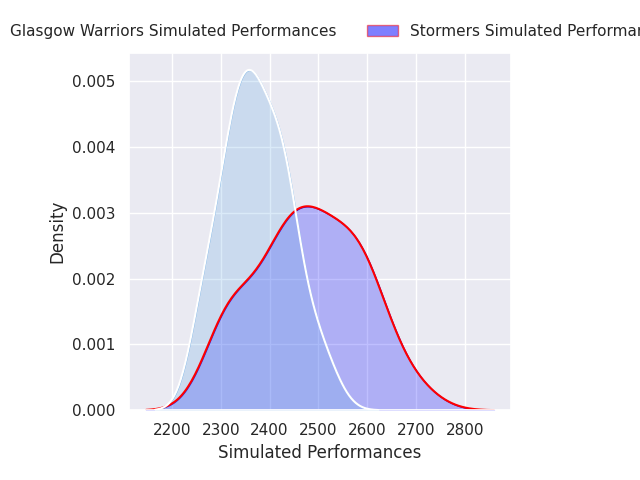 Glasgow Warriors Simulated Performances
Stormers Simulated
0.005
0.004
0.003
0.002
0.001
0.000
Density
2200 2300 2400 2500 2600 2700 2800
Simulated Performances